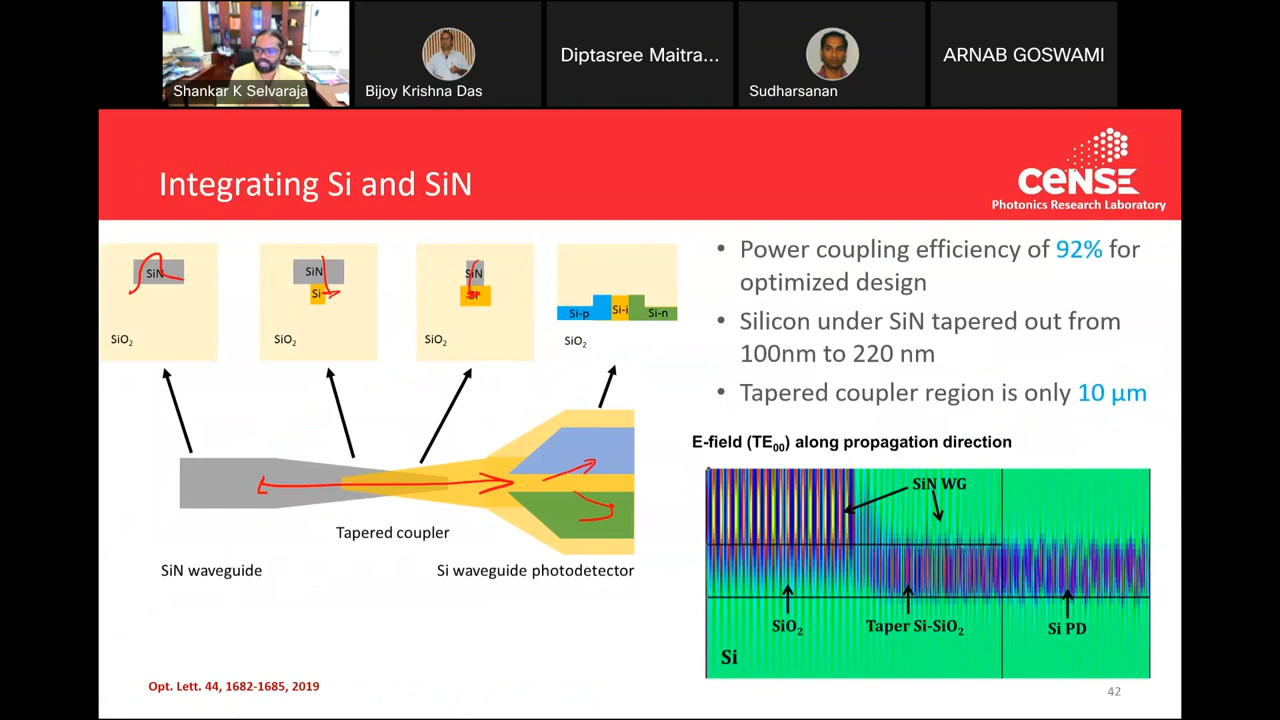 Shankar K Selvaraja
Bijoy Krishna Das
Diptasree Maitra...
Sudharsanan
ARNAB GOSWAMI
Integrating Si and SiN
CeNSE
Photonics Research Laboratory
SiN
SiO₂
SiN
Si
SiO₂
SiN
Si
SiO₂
Si-p
Si-i
Si-n
SiO₂
Tapered coupler
SiN waveguide
Si waveguide photodetector
• Power coupling efficiency of 92% for
optimized design
• Silicon under SiN tapered out from
100nm to 220 nm
• Tapered coupler region is only 10 µm
E-field (TE₀₀) along propagation direction
SiN WG
SiO₂
Taper Si-SiO₂
Si PD
Si
Opt. Lett. 44, 1682-1685, 2019
42